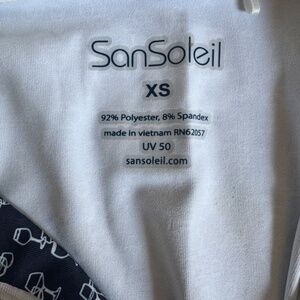 SanSoleil
XS
92% Polyester, 8% Spandex
made in vietnam RN62057
UV 50
sansoleil.com